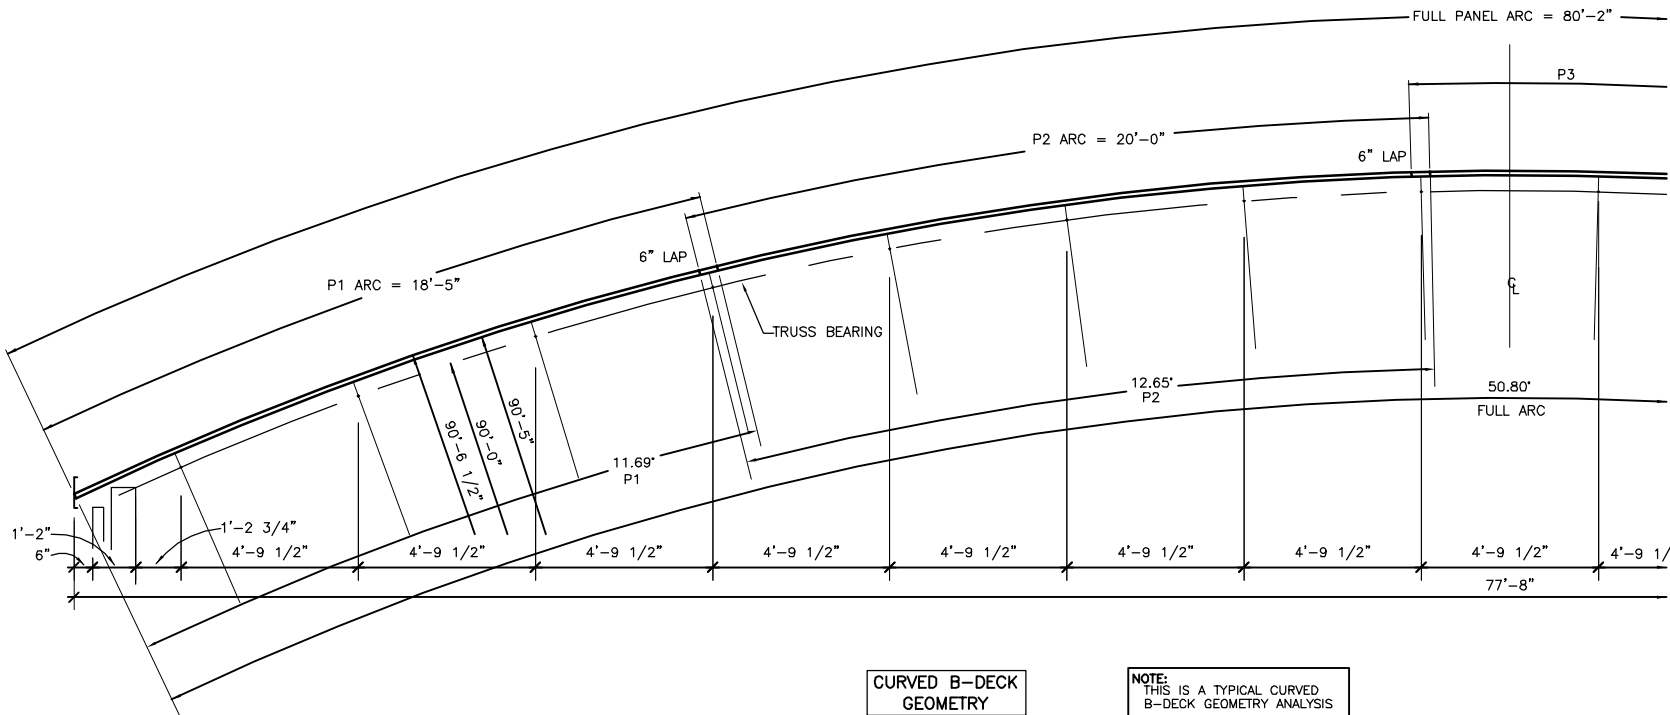 FULL PANEL ARC = 80'-2"
P3
P2 ARC = 20'-0"
6" LAP
6" LAP
P1 ARC = 18'-5"
TRUSS BEARING
℄
12.65°
P2
50.80°
FULL ARC
90'-5"
90'-0"
90'-6 1/2"
11.69°
P1
1'-2"
1'-2 3/4"
6"
4'-9 1/2"
4'-9 1/2"
4'-9 1/2"
4'-9 1/2"
4'-9 1/2"
4'-9 1/2"
4'-9 1/2"
4'-9 1/2"
4'-9 1/
77'-8"
CURVED B-DECK
GEOMETRY
NOTE:
THIS IS A TYPICAL CURVED
B-DECK GEOMETRY ANALYSIS